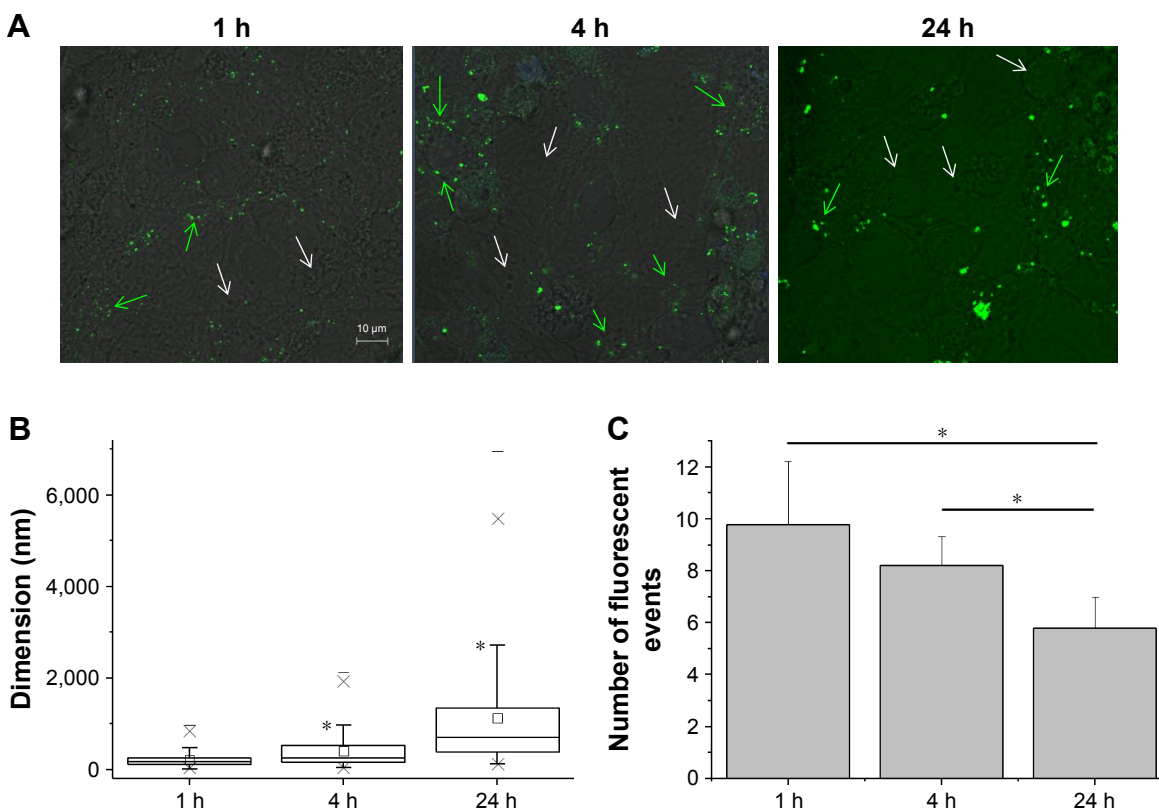 A
1 h
4 h
24 h
10 µm
B
Dimension (nm)
6,000
4,000
2,000
0
*
*
1 h
4 h
24 h
C
Number of fluorescent
events
12
10
8
6
4
2
0
*
*
1 h
4 h
24 h